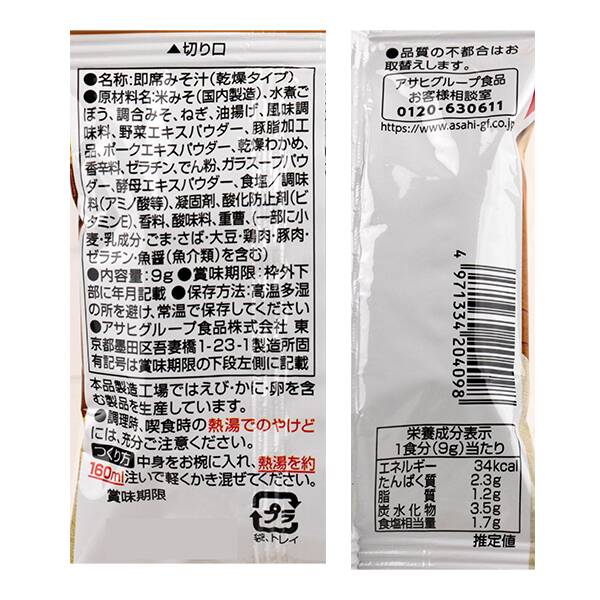 ▲切り口
●名称:即席みそ汁(乾燥タイプ)
●原材料名:米みそ(国内製造)、水煮ご
ぼう、調合みそ、ねぎ、油揚げ、風味調
味料、野菜エキスパウダー、豚脂加工
品、ポークエキスパウダー、乾燥わかめ、
香辛料、ゼラチン、でん粉、ガラスープパウ
ダー、酵母エキスパウダー、食塩/調味
料(アミノ酸等)、凝固剤、酸化防止剤(ビ
タミンE)、香料、酸味料、重曹、(一部に小
麦・乳成分・ごま・さば・大豆・鶏肉・豚肉・
ゼラチン・魚醤(魚介類)を含む)
●内容量:9g ●賞味期限:枠外下
部に年月記載 ●保存方法:高温多湿
の所を避け、常温で保存してください
●アサヒグループ食品株式会社 東
京都墨田区吾妻橋1-23-1製造所固
有記号は賞味期限の下段左側に記載
本品製造工場ではえび・かに・卵を含
む製品を生産しています。
●調理時、喫食時の熱湯でのやけど
には、充分ご注意ください。
つくり方 中身をお椀に入れ、熱湯を約
160ml注いで軽くかき混ぜてください。
賞味期限
プラ
袋、トレイ
●品質の不都合はお
取替えします。
アサヒグループ食品
お客様相談室
0120-630611
https://www.asahi-gf.co.jp
4 971334 204098
栄養成分表示
1食分(9g)当たり
エネルギー 34kcal
たんぱく質 2.3g
脂質 1.2g
炭水化物 3.5g
食塩相当量 1.7g
推定値